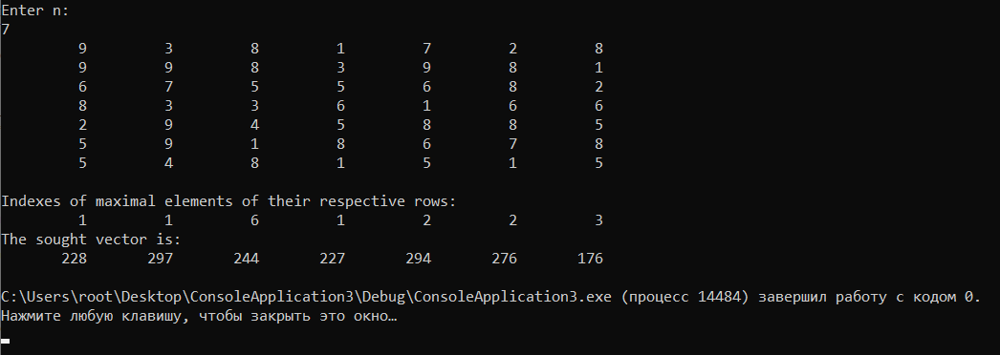 Enter n:
7
9 3 8 1 7 2 8
9 9 8 3 9 8 1
6 7 5 5 6 8 2
8 3 3 6 1 6 6
2 9 4 5 8 8 5
5 9 1 8 6 7 8
5 4 8 1 5 1 5
Indexes of maximal elements of their respective rows:
1 1 6 1 2 2 3
The sought vector is:
228 297 244 227 294 276 176
C:\Users\root\Desktop\ConsoleApplication3\Debug\ConsoleApplication3.exe (процесс 14484) завершил работу с кодом 0.
Нажмите любую клавишу, чтобы закрыть это окно…